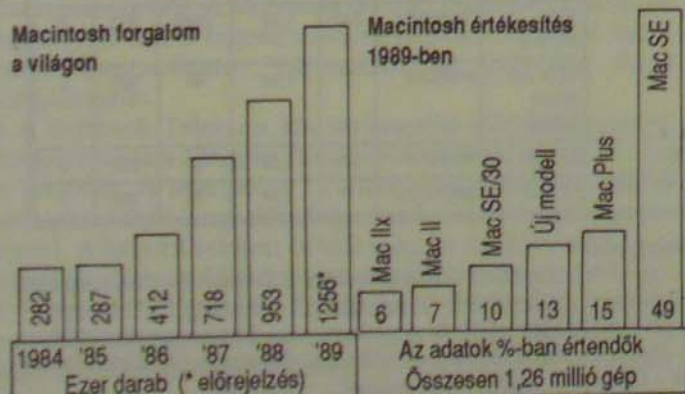 Macintosh forgalom
a világon
282
287
412
718
953
1256*
1984 '85 '86 '87 '88 '89
Ezer darab (* előrejelzés)
Macintosh értékesítés
1989-ben
Mac IIx
Mac II
Mac SE/30
Új modell
Mac Plus
Mac SE
6 7 10 13 15 49
Az adatok %-ban értendők
Összesen 1,26 millió gép